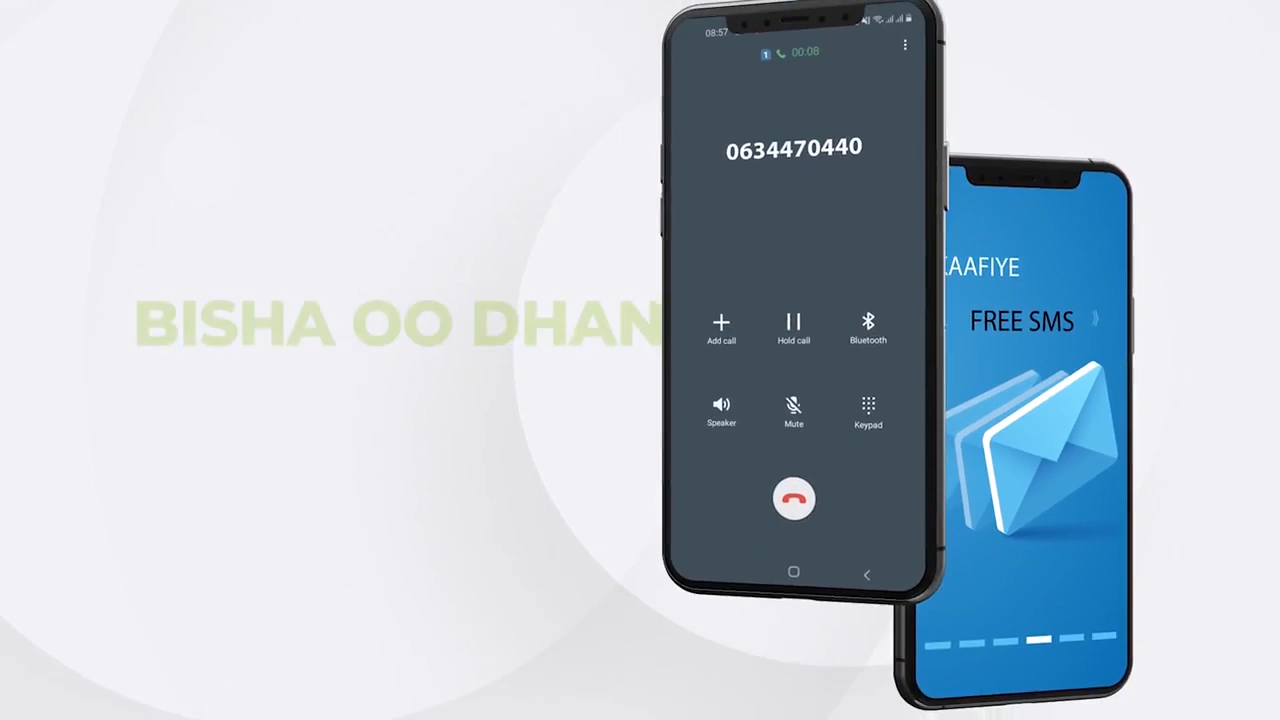 BISHA OO DHAN
08:57
1 00:08
0634470440
Add call
Hold call
Bluetooth
Speaker
Mute
Keypad
KAAFIYE
FREE SMS